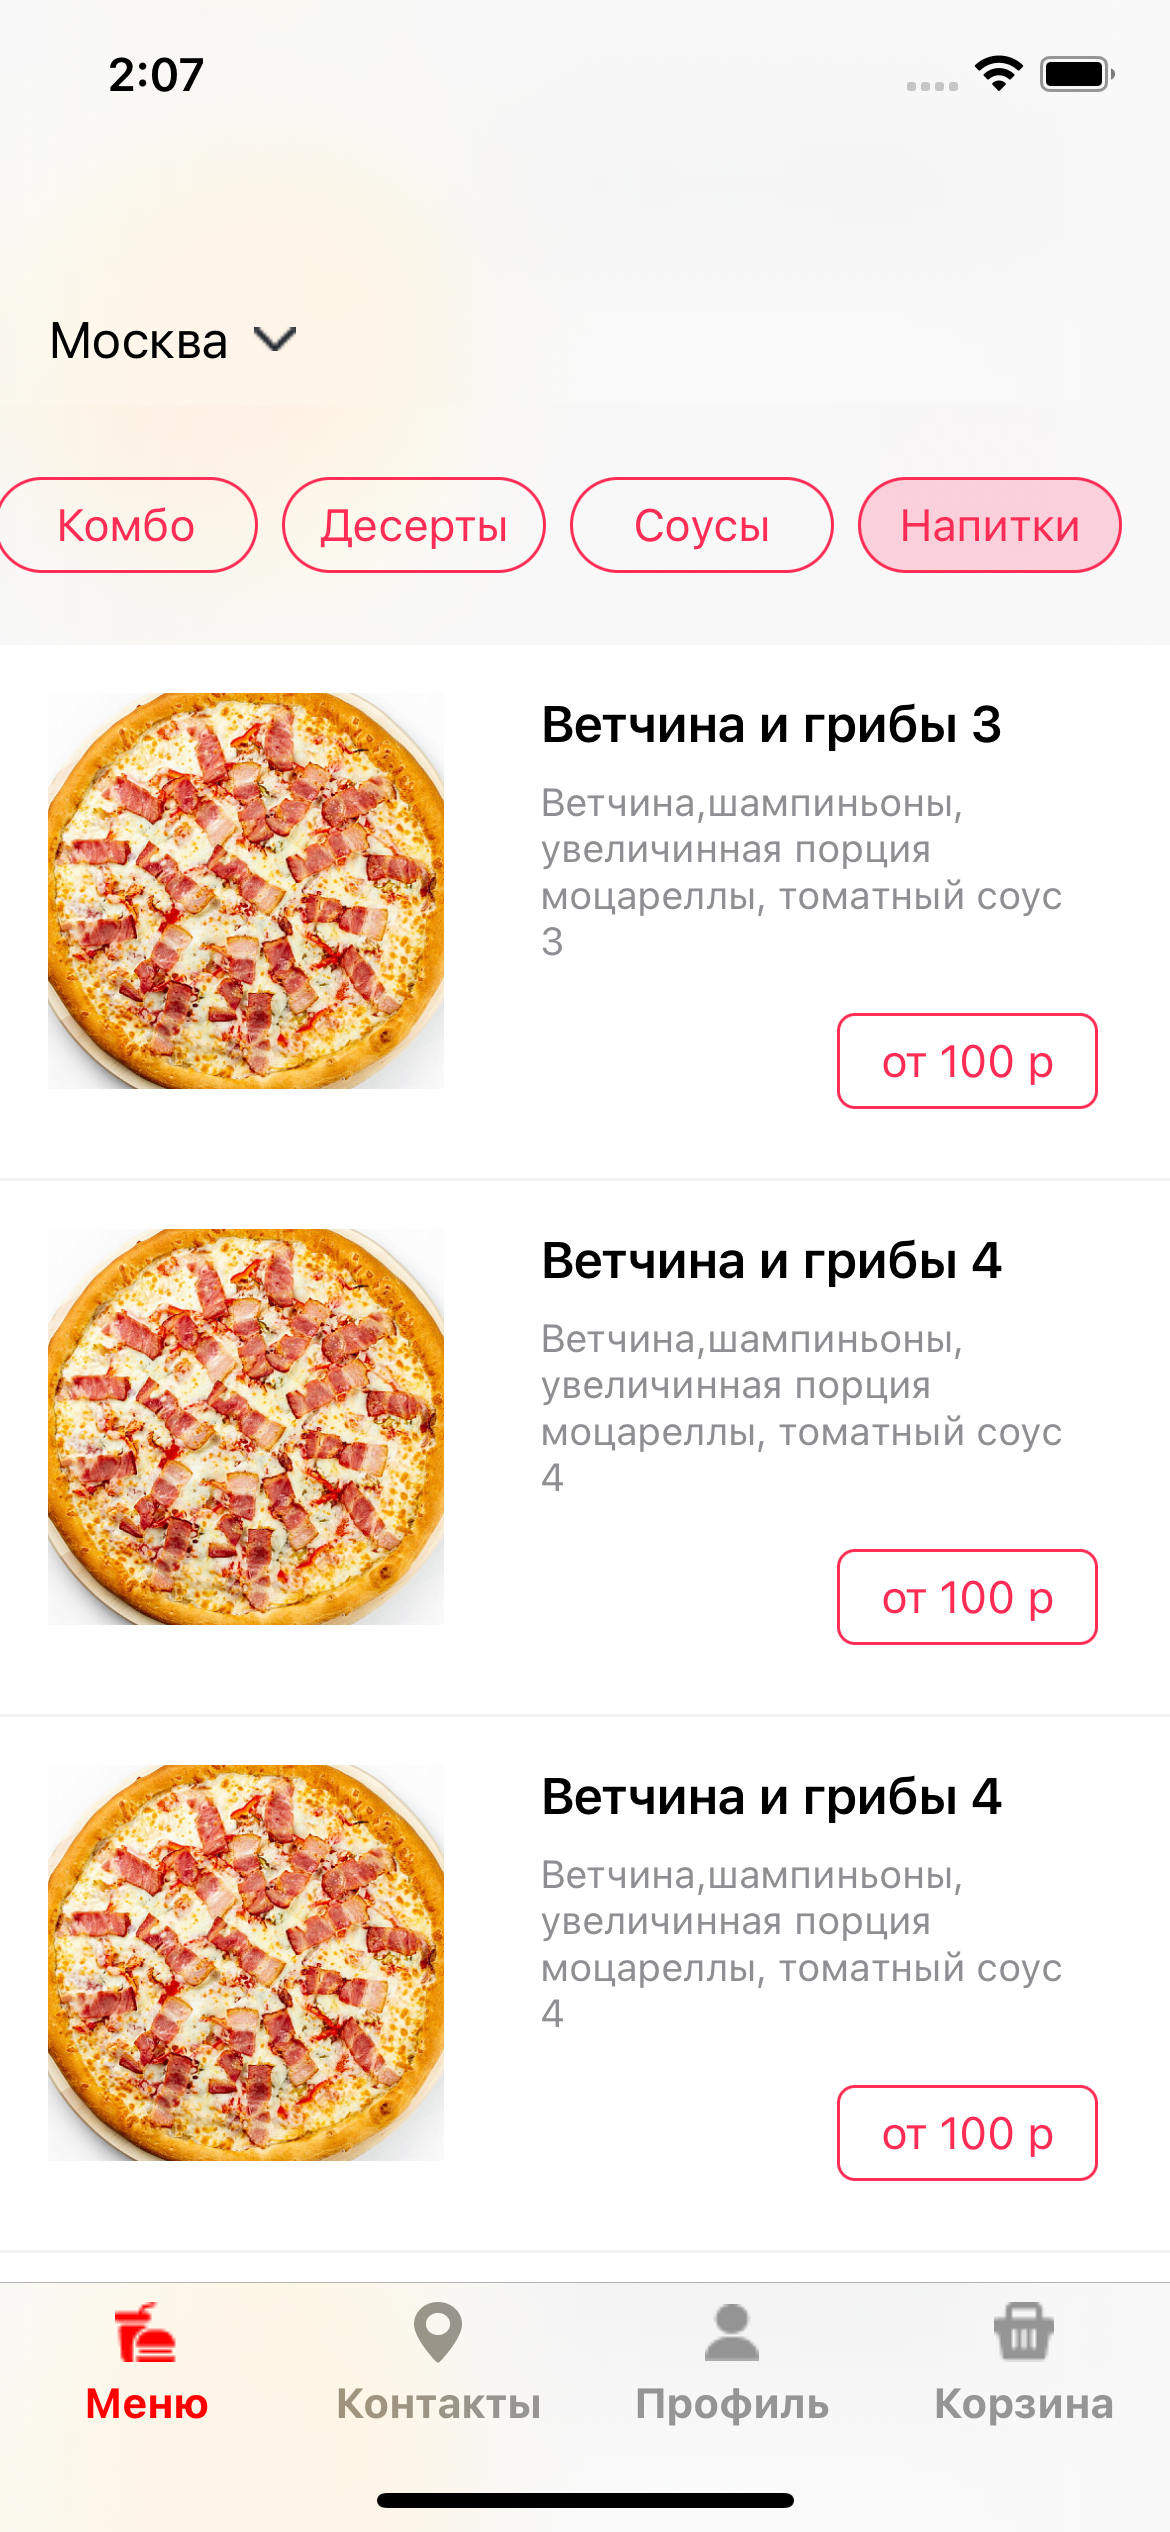 2:07
Москва
Комбо
Десерты
Соусы
Напитки
Ветчина и грибы 3
Ветчина,шампиньоны,
увеличинная порция
моцареллы, томатный соус
3
от 100 р
Ветчина и грибы 4
Ветчина,шампиньоны,
увеличинная порция
моцареллы, томатный соус
4
от 100 р
Ветчина и грибы 4
Ветчина,шампиньоны,
увеличинная порция
моцареллы, томатный соус
4
от 100 р
Меню
Контакты
Профиль
Корзина